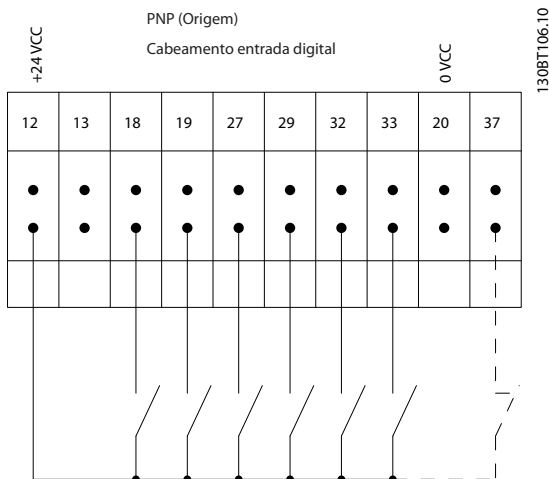 PNP (Origem)
Cabeamento entrada digital
+24 VCC
0 VCC
130BT106.10
12 13 18 19 27 29 32 33 20 37